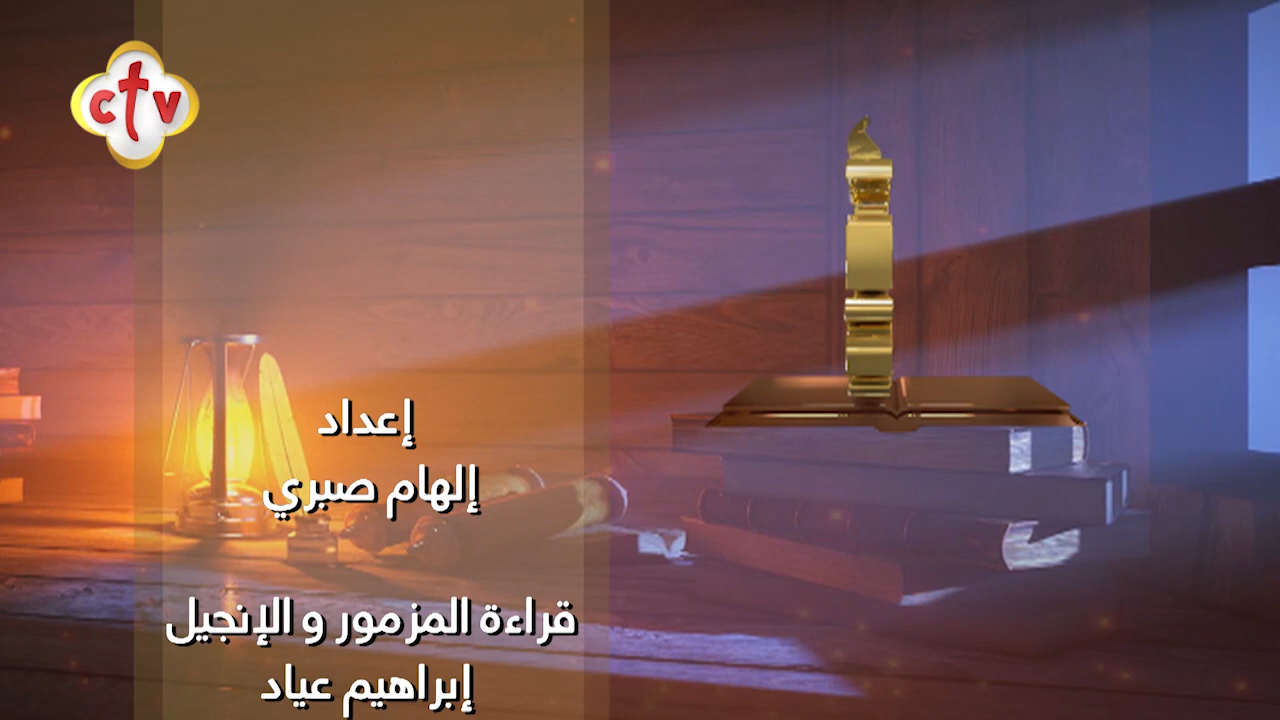 ctv
إعداد
إلهام صبري
قراءة المزمور و الإنجيل
إبراهيم عياد